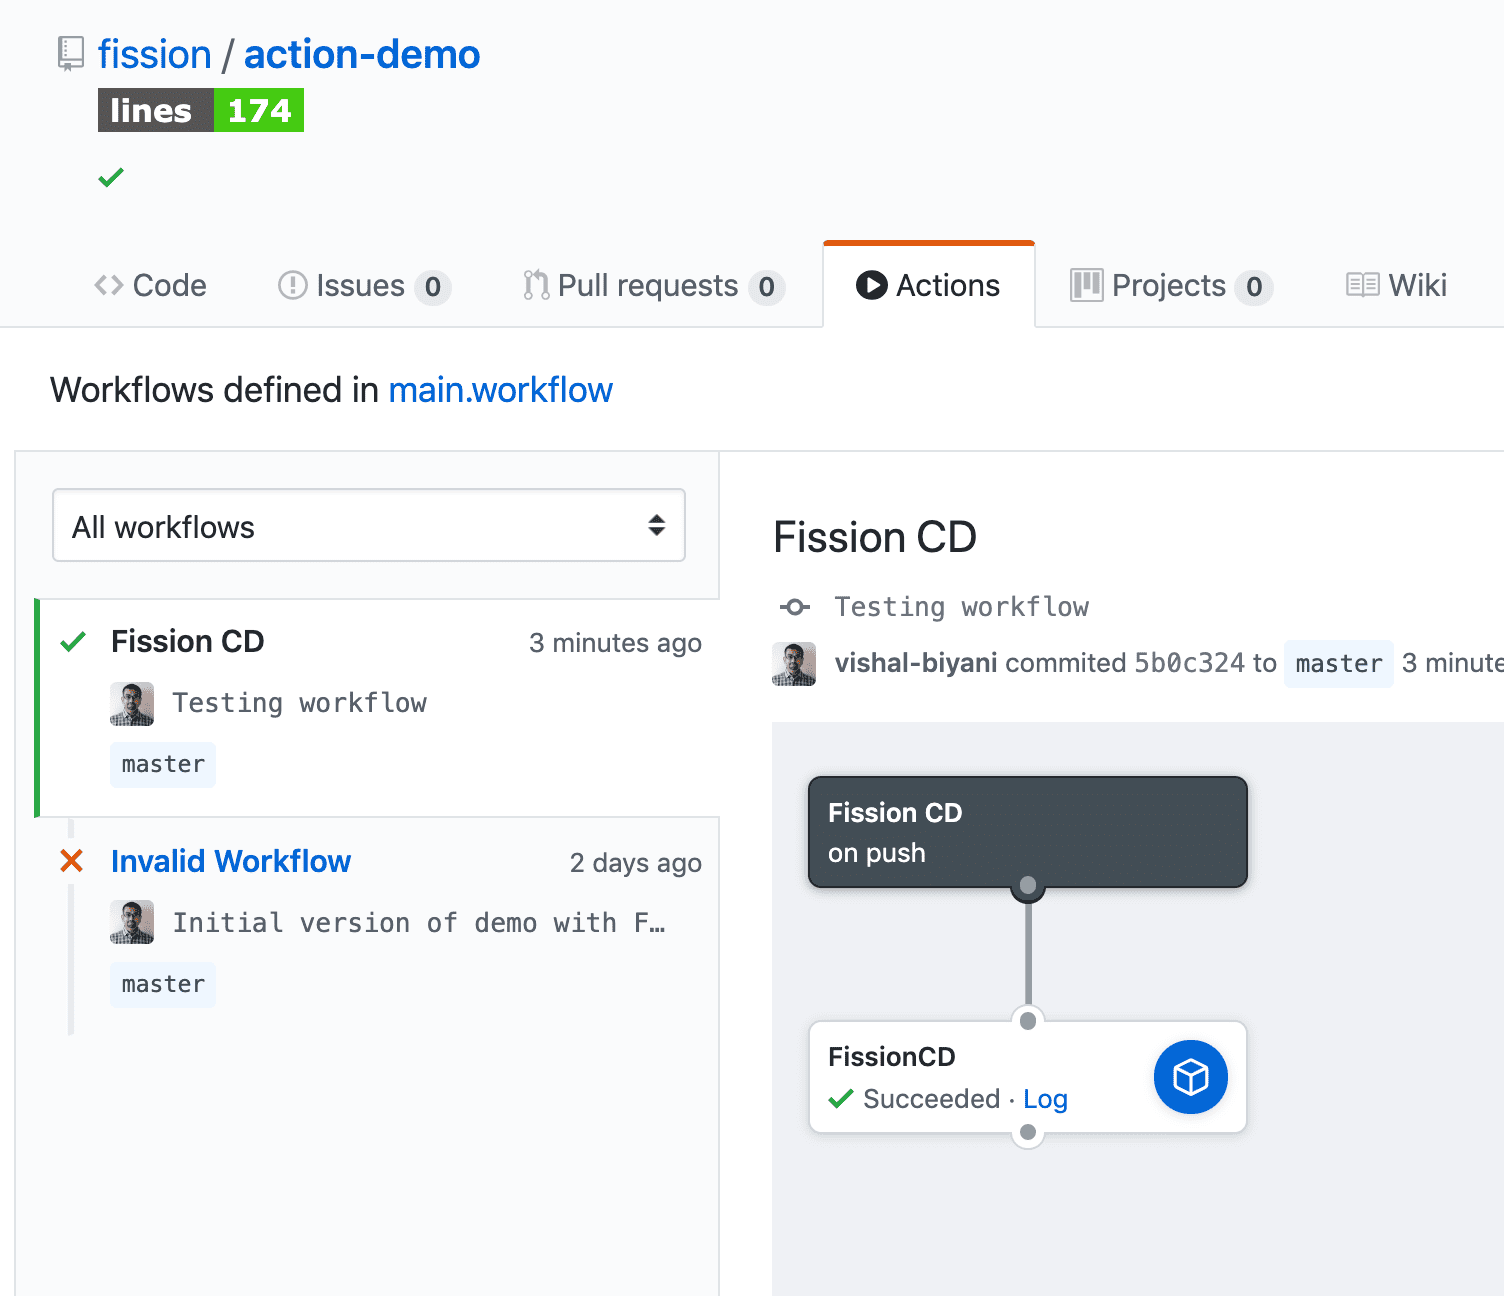 fission / action-demo
lines 174
Code Issues 0 Pull requests 0 Actions Projects 0 Wiki
Workflows defined in main.workflow
All workflows
Fission CD 3 minutes ago
Testing workflow
master
Invalid Workflow 2 days ago
Initial version of demo with F…
master
Fission CD
Testing workflow
vishal-biyani commited 5b0c324 to master 3 minute
Fission CD
on push
FissionCD
Succeeded · Log